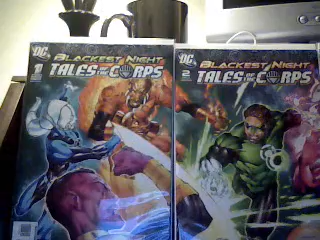 DC
BLACKEST NIGHT
1
TALES OF THE CORPS
DC
BLACKEST NIGHT
2
TALES OF THE CORPS